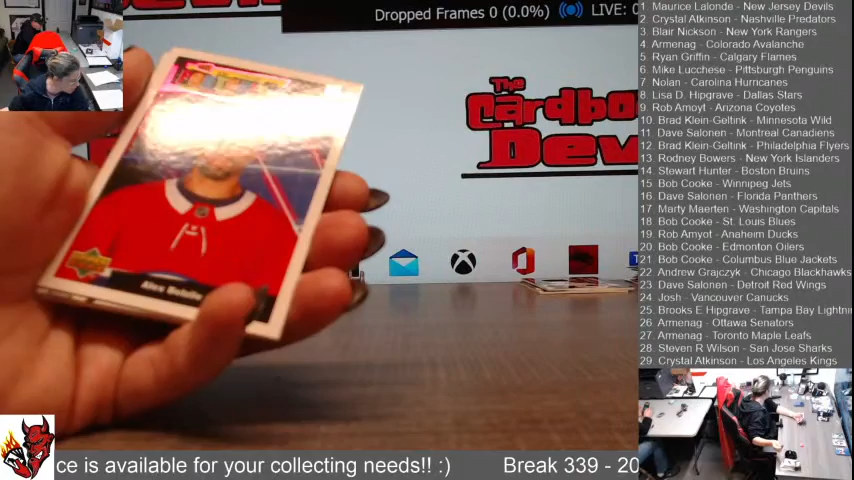 Dropped Frames 0 (0.0%) LIVE:
The
Cardbo
Dev
1 Maurice Lalonde - New Jersey Devils
2 Crystal Atkinson - Nashville Predators
3. Blair Nickson - New York Rangers
4 Armenag - Colorado Avalanche
5. Ryan Griffin - Calgary Flames
6. Mike Lucchese - Pittsburgh Penguins
7 Nolan - Carolina Hurricanes
8. Lisa D. Hipgrave - Dallas Stars
9. Rob Amoyt - Arizona Coyotes
10. Brad Klein-Geltink - Minnesota Wild
11 Dave Salonen - Montreal Canadiens
12. Brad Klein-Geltink - Philadelphia Flyers
13 Rodney Bowers - New York Islanders
14 Stewart Hunter - Boston Bruins
15 Bob Cooke - Winnipeg Jets
16 Dave Salonen - Florida Panthers
17 Marty Maerten - Washington Capitals
18 Bob Cooke - St. Louis Blues
19. Rob Amyot - Anaheim Ducks
20. Bob Cooke - Edmonton Oilers
21 Bob Cooke - Columbus Blue Jackets
22 Andrew Grajczyk - Chicago Blackhawks
23 Dave Salonen - Detroit Red Wings
24 Josh - Vancouver Canucks
25. Brooks E Hipgrave - Tampa Bay Lightnin
26 Armenag - Ottawa Senators
27 Armenag - Toronto Maple Leafs
28 Steven R Wilson - San Jose Sharks
29 Crystal Atkinson - Los Angeles Kings
Alex
ce is available for your collecting needs!! :) Break 339 - 20